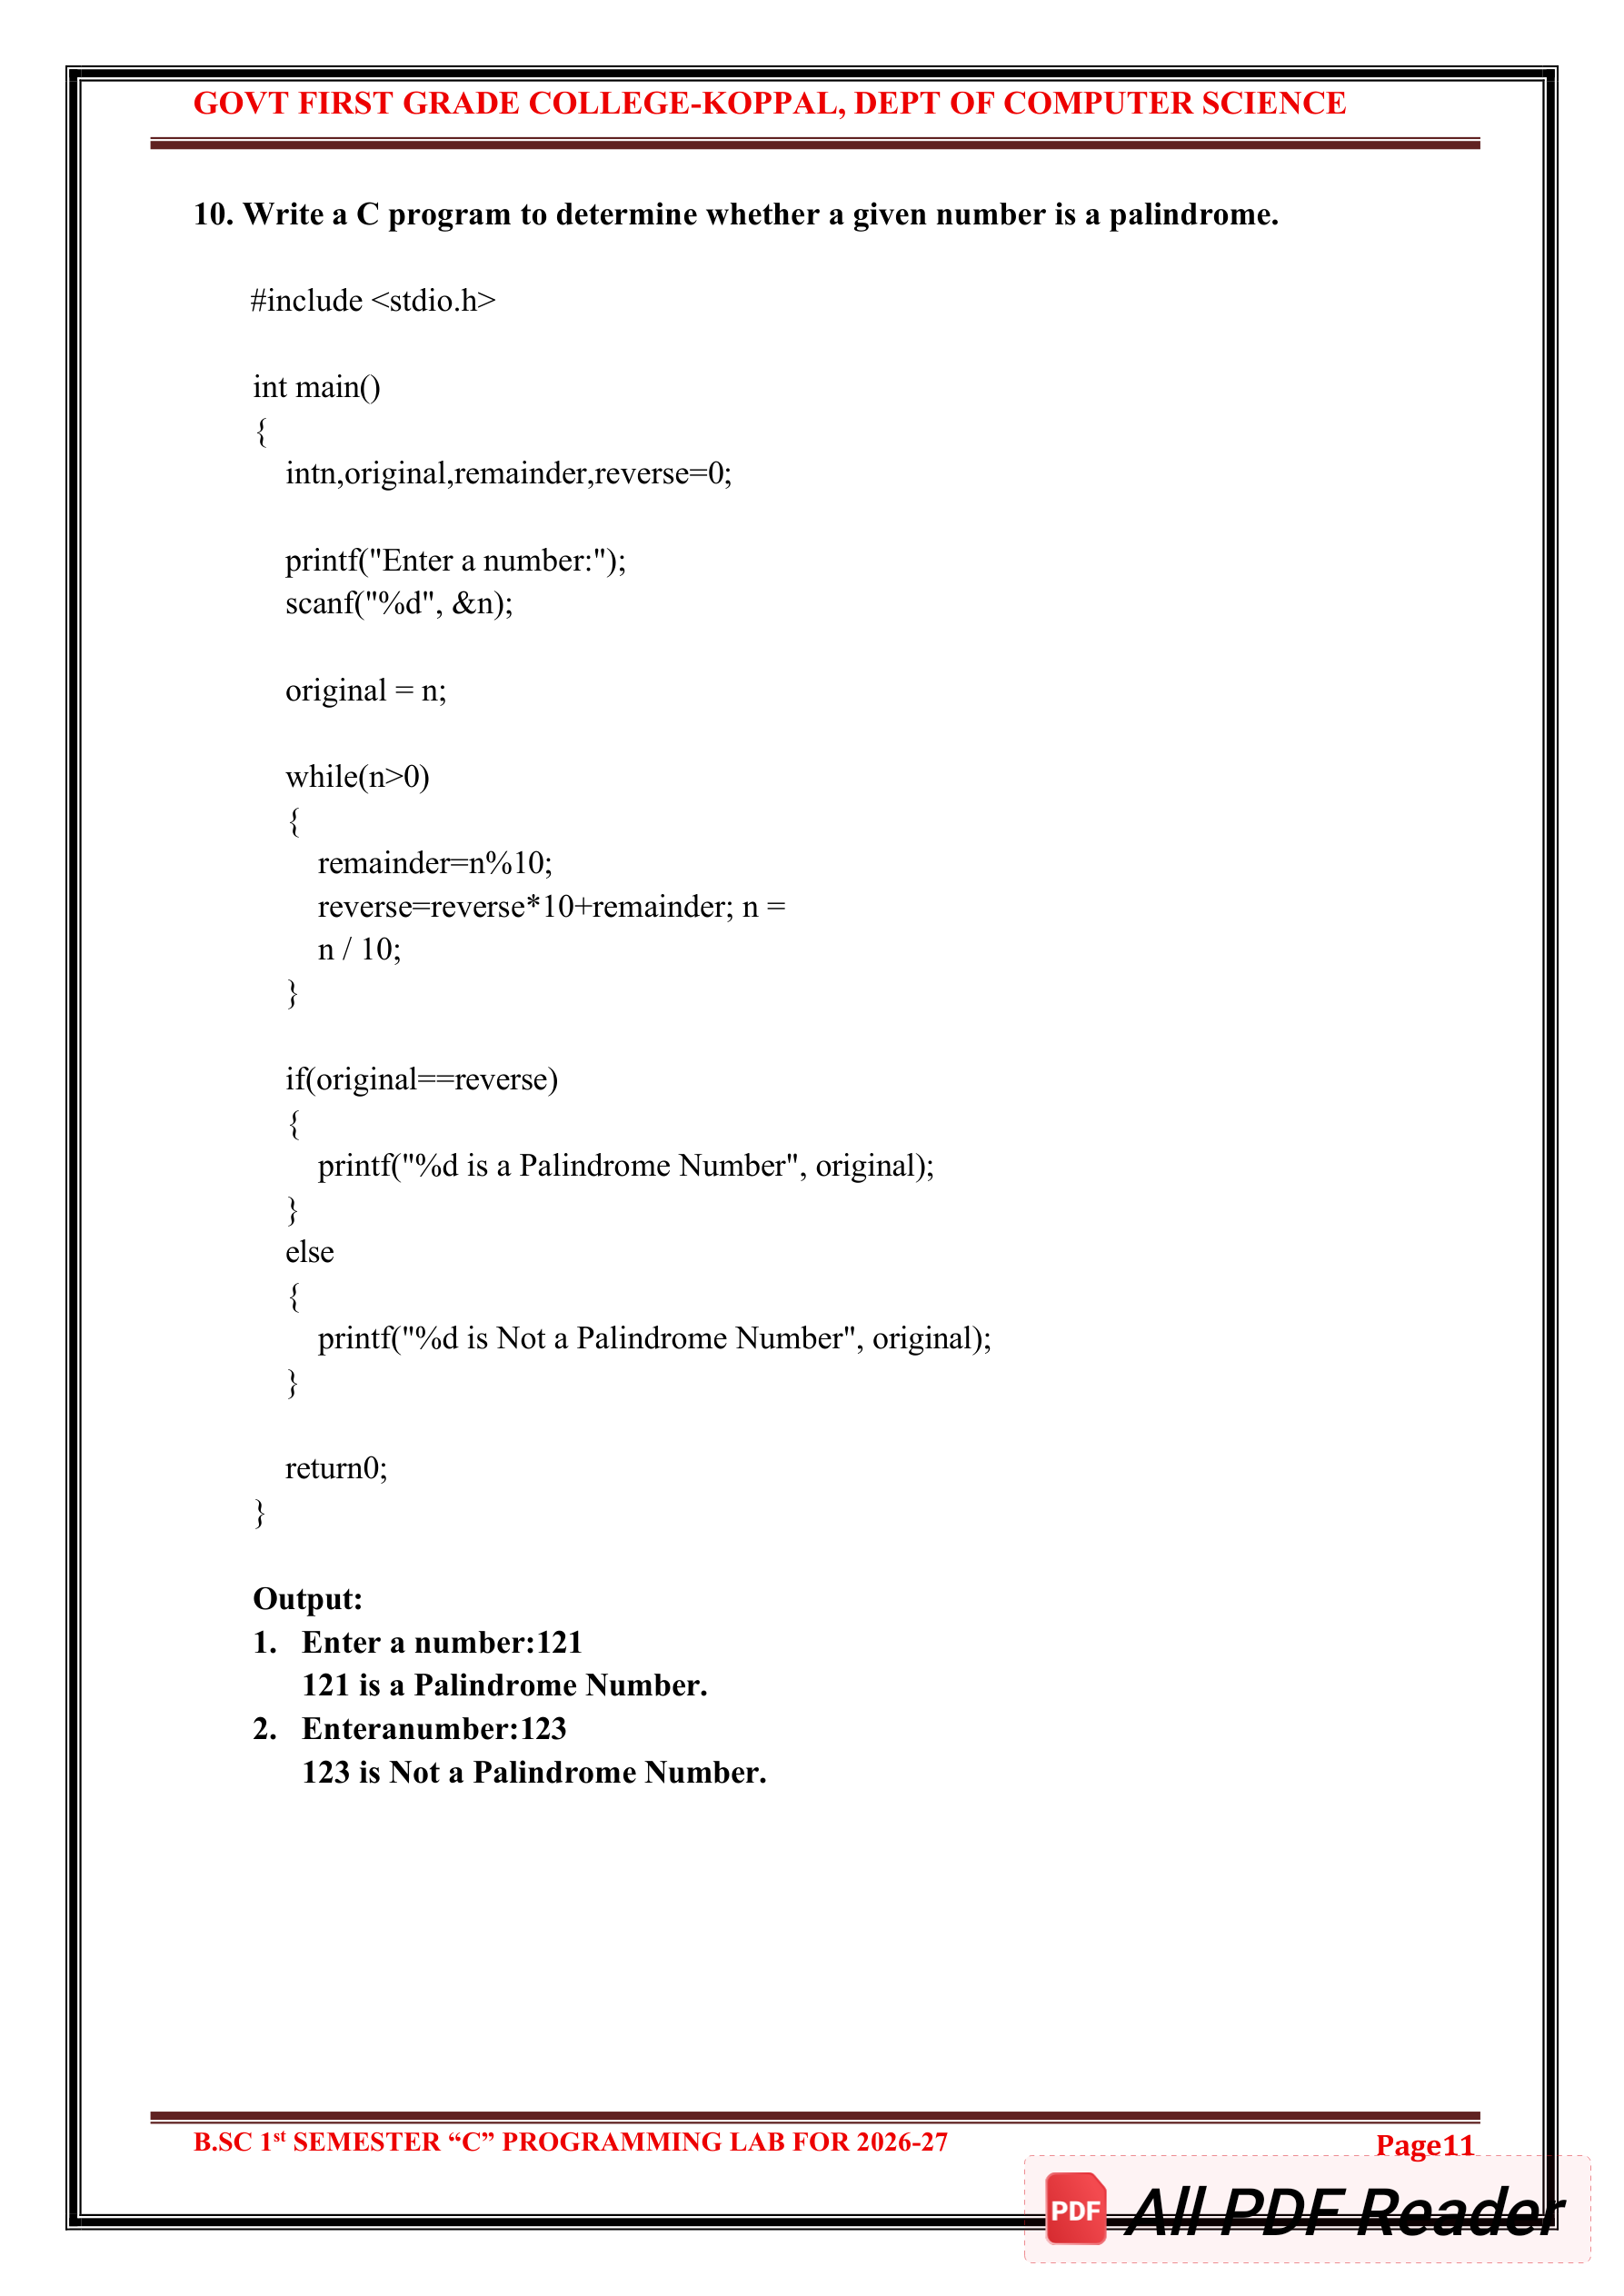 GOVT FIRST GRADE COLLEGE-KOPPAL, DEPT OF COMPUTER SCIENCE
10. Write a C program to determine whether a given number is a palindrome.
#include <stdio.h>
int main()
{
intn,original,remainder,reverse=0;
printf("Enter a number:");
scanf("%d", &n);
original = n;
while(n>0)
{
remainder=n%10;
reverse=reverse*10+remainder; n =
n / 10;
}
if(original==reverse)
{
printf("%d is a Palindrome Number", original);
}
else
{
printf("%d is Not a Palindrome Number", original);
}
return0;
}
Output:
1. Enter a number:121
121 is a Palindrome Number.
2. Enteranumber:123
123 is Not a Palindrome Number.
B.SC 1st SEMESTER “C” PROGRAMMING LAB FOR 2026-27
Page11
PDF All PDF Reader